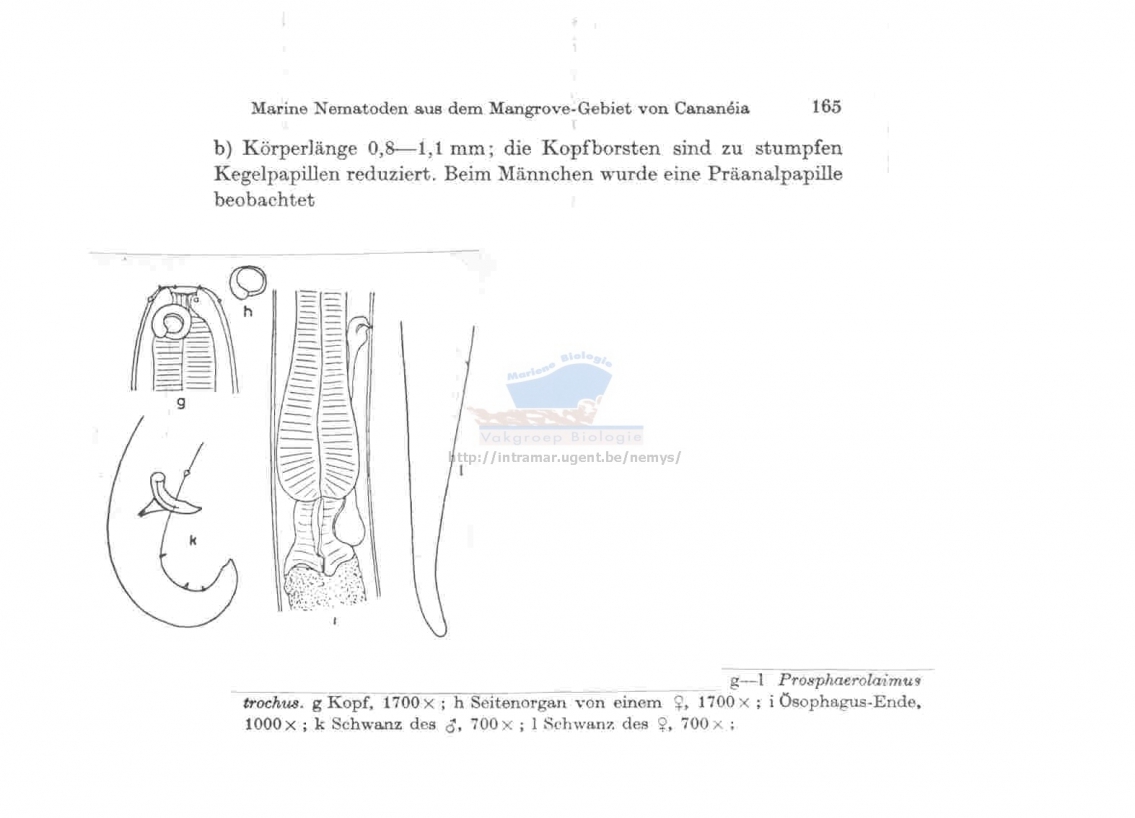 Marine Nematoden aus dem Mangrove-Gebiet von Cananéia 165
b) Körperlänge 0,8—1,1 mm; die Kopfborsten sind zu stumpfen
Kegelpapillen reduziert. Beim Männchen wurde eine Präanalpapille
beobachtet
h
g
Mariene Biologie
Vakgroep Biologie
http://intramar.ugent.be/nemys/
l
k
i
g—l Prosphaerolaimus
trochus. g Kopf, 1700 × ; h Seitenorgan von einem ♀, 1700 × ; i Ösophagus-Ende,
1000 × ; k Schwanz des ♂, 700 × ; l Schwanz des ♀, 700 × ;